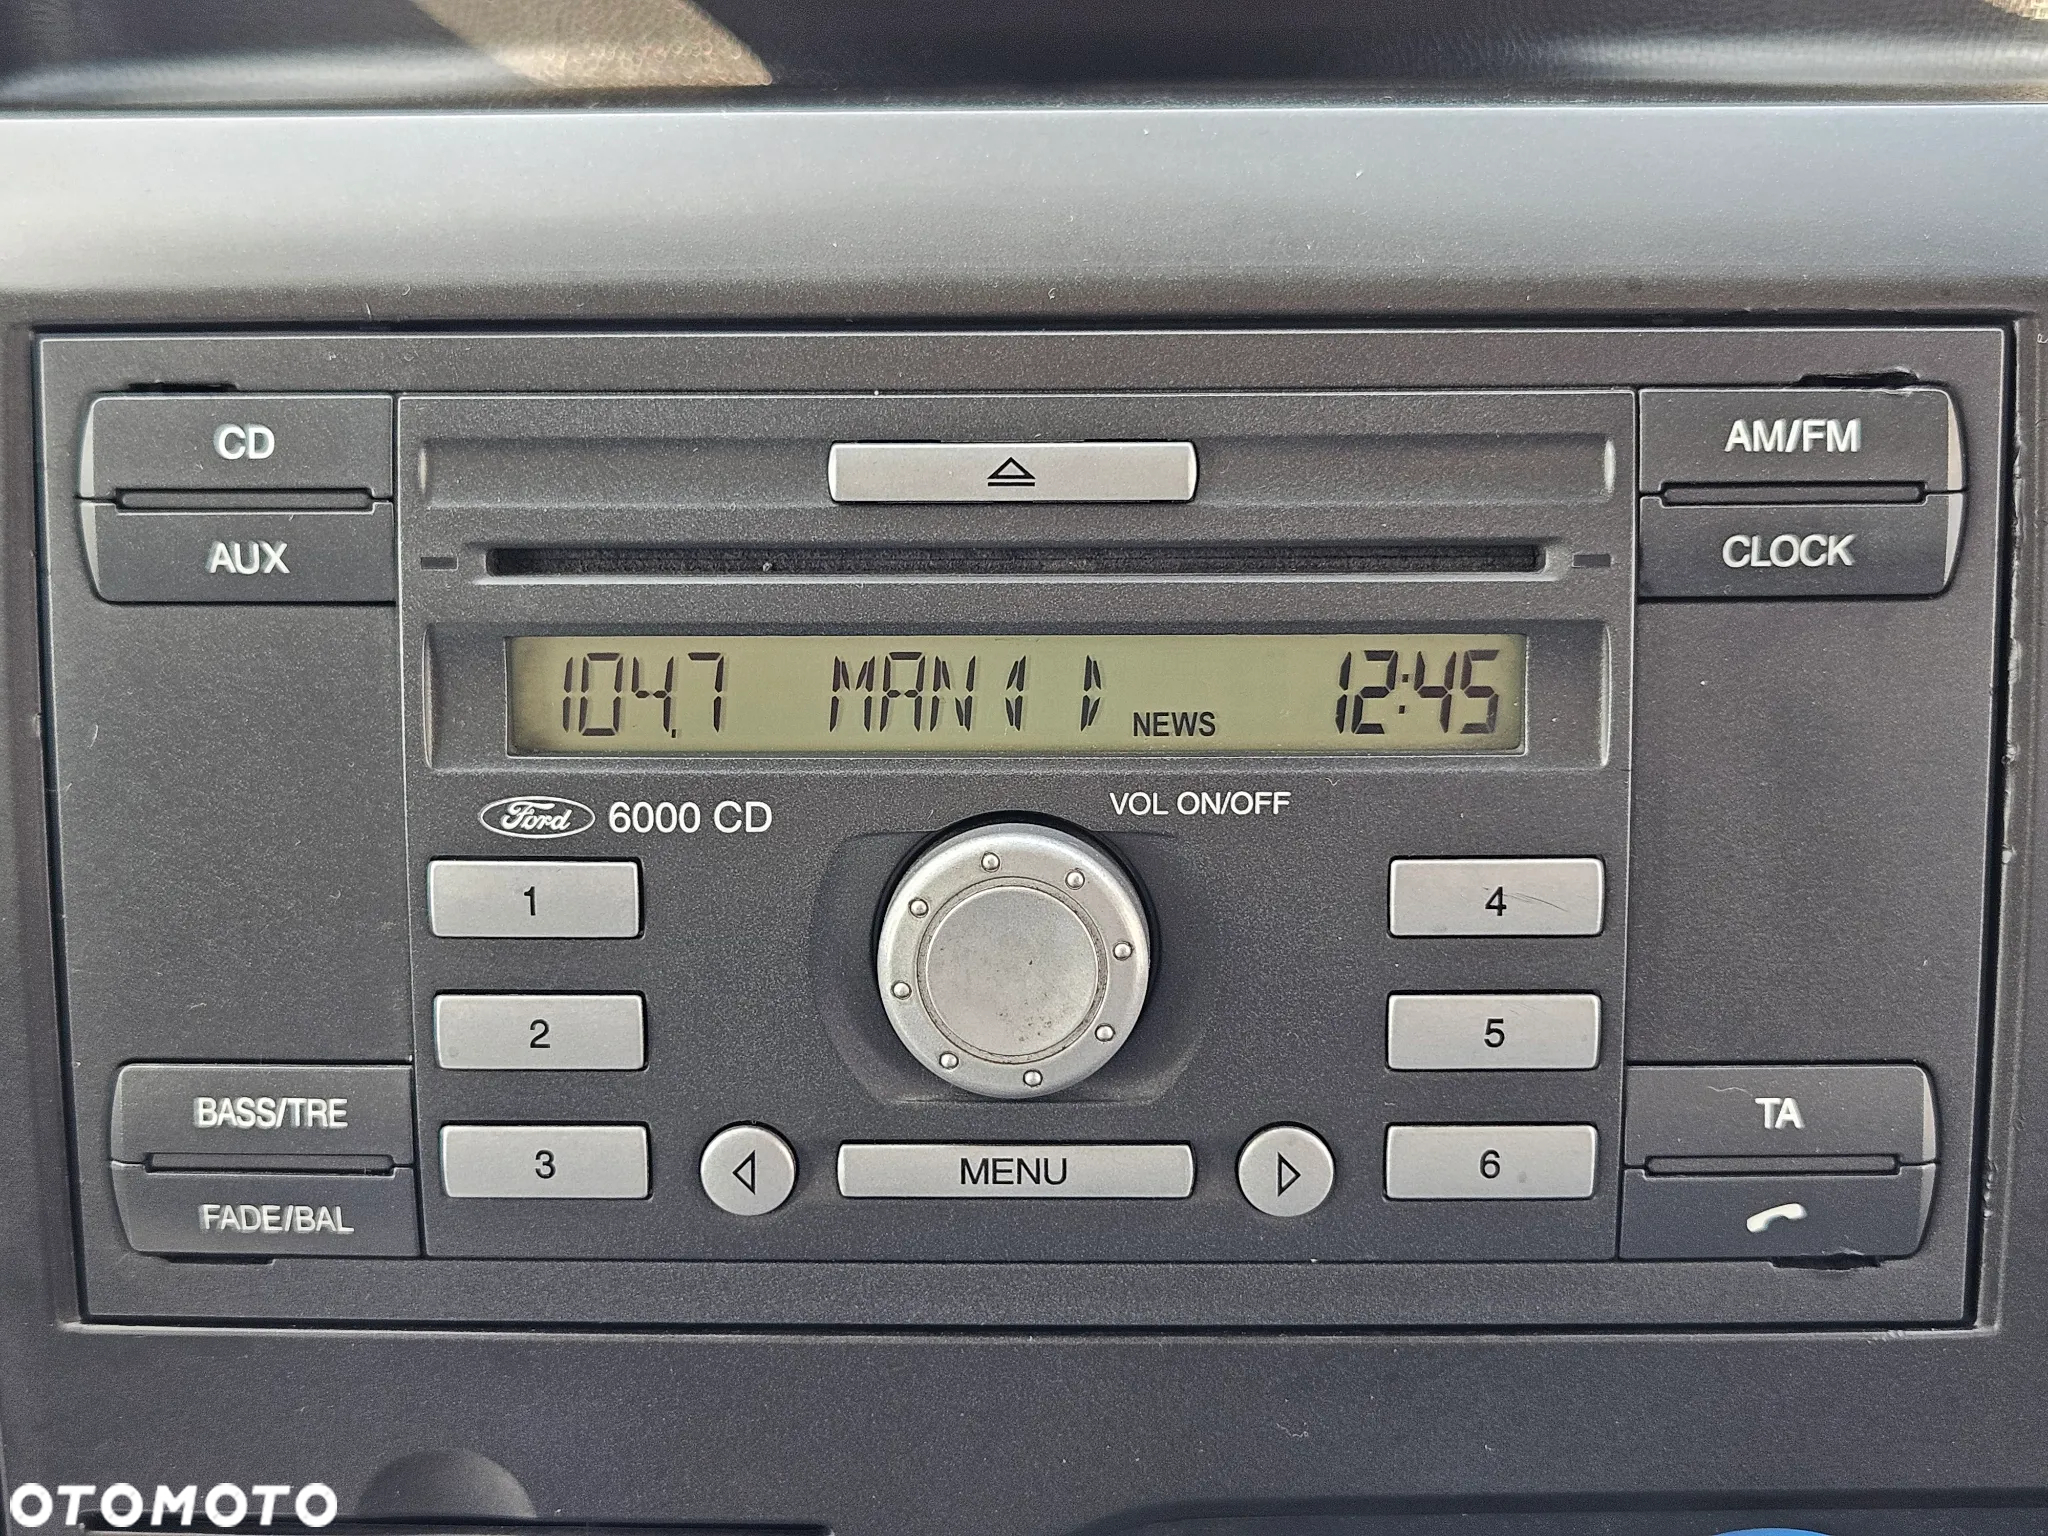 CD
AUX
AM/FM
CLOCK
104.7 MAN NEWS 12:45
Ford 6000 CD
VOL ON/OFF
1
4
2
5
3
6
MENU
BASS/TRE
FADE/BAL
TA
OTOMOTO